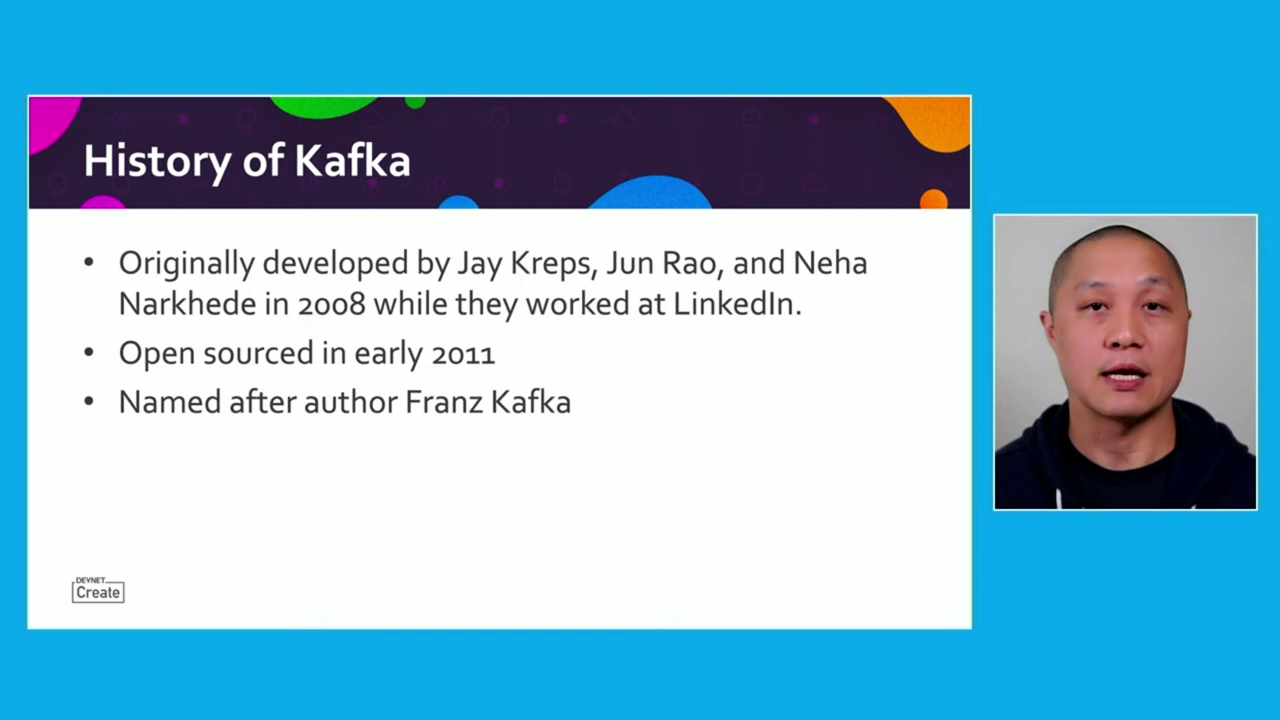 History of Kafka
• Originally developed by Jay Kreps, Jun Rao, and Neha
Narkhede in 2008 while they worked at LinkedIn.
• Open sourced in early 2011
• Named after author Franz Kafka
DEVNET
Create